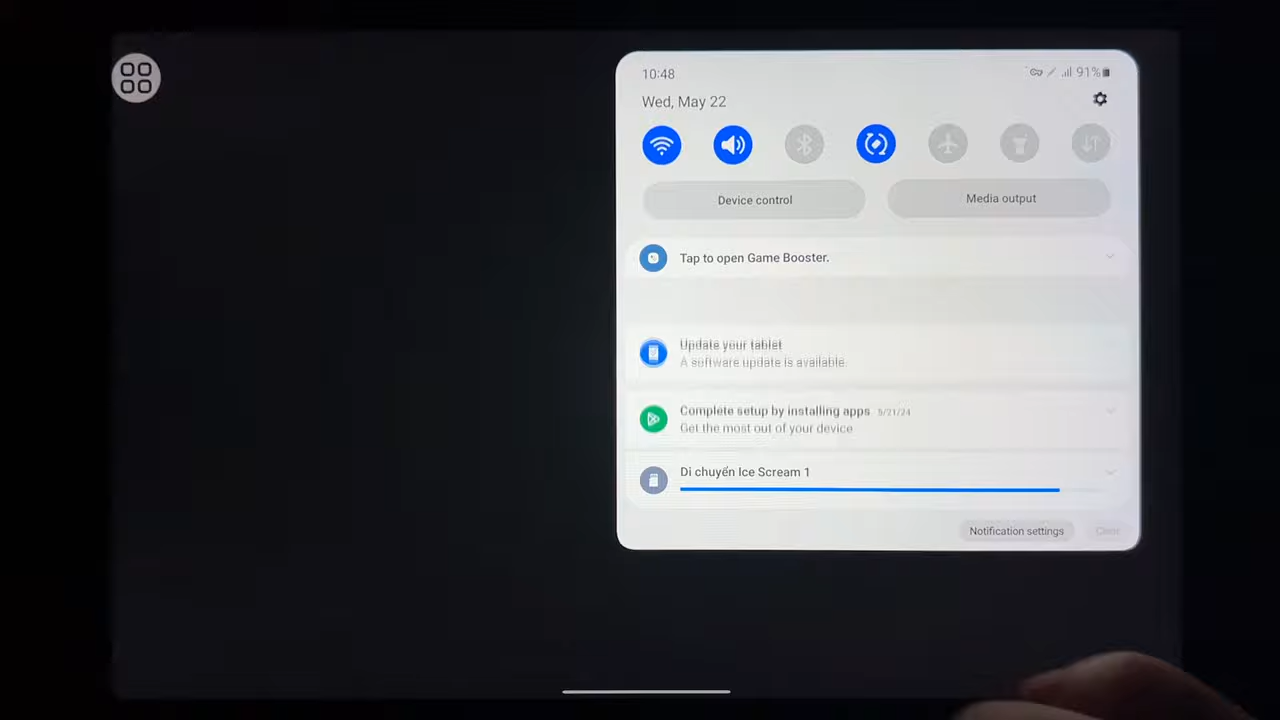 10:48
91%
Wed, May 22
Device control
Media output
Tap to open Game Booster.
Update your tablet
A software update is available.
Complete setup by installing apps 5/21/24
Get the most out of your device
Di chuyển Ice Scream 1
Notification settings
Clear